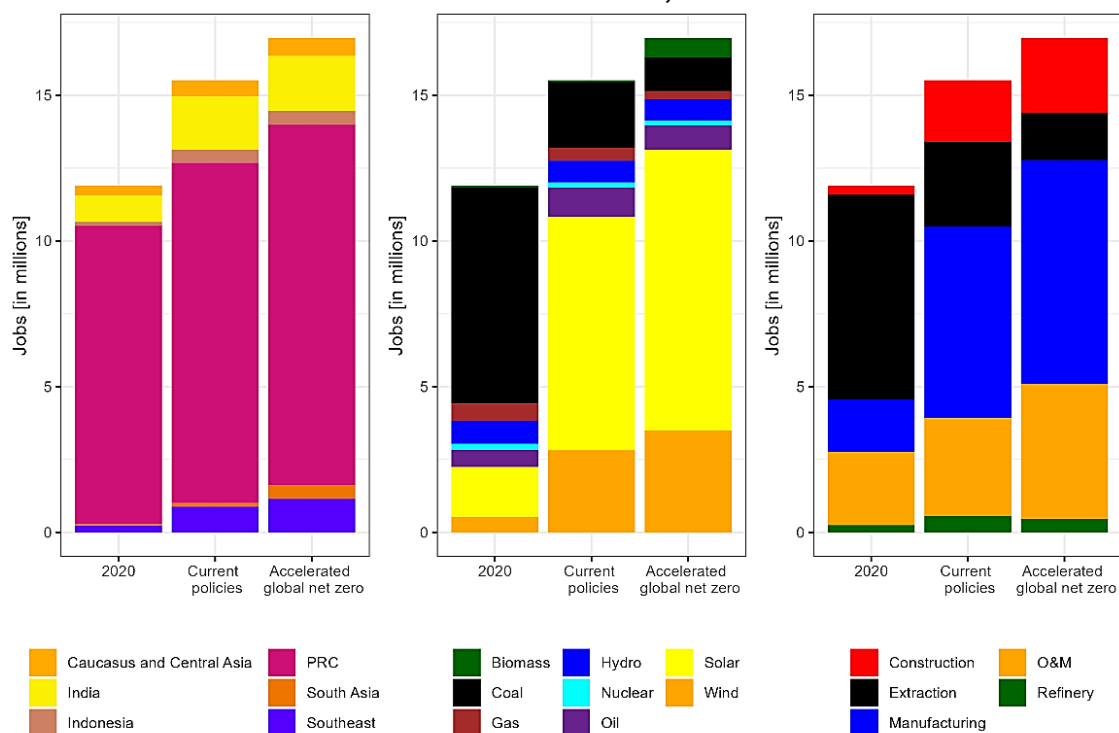 Jobs [in millions]
15
10
5
0
2020
Current
policies
Accelerated
global net zero
Jobs [in millions]
15
10
5
0
2020
Current
policies
Accelerated
global net zero
Jobs [in millions]
15
10
5
0
2020
Current
policies
Accelerated
global net zero
Caucasus and Central Asia
India
Indonesia
PRC
South Asia
Southeast
Biomass
Coal
Gas
Hydro
Nuclear
Oil
Solar
Wind
Construction
Extraction
Manufacturing
O&M
Refinery